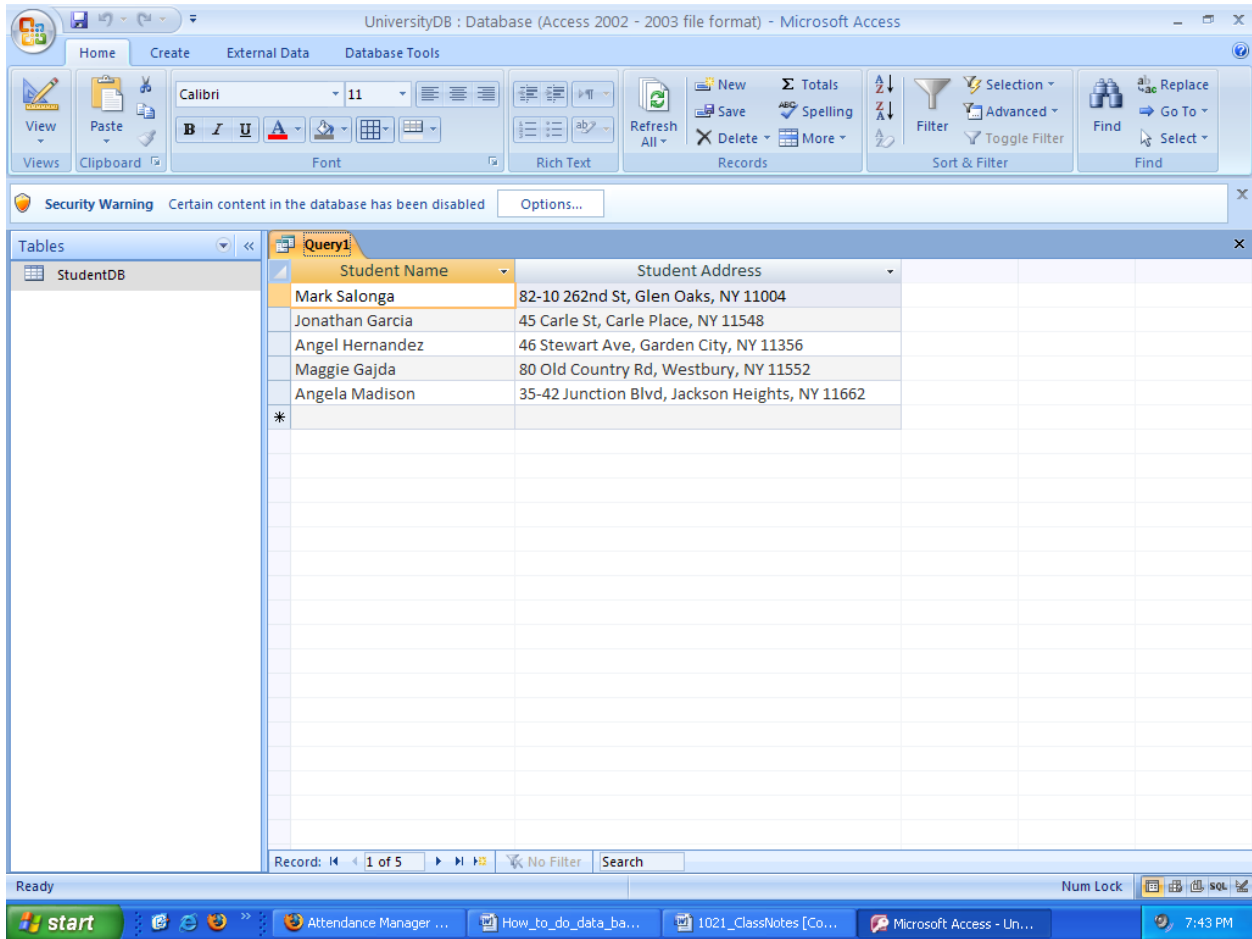 UniversityDB : Database (Access 2002 - 2003 file format) - Microsoft Access
Home Create External Data Database Tools
View
Views
Paste
Clipboard
Calibri 11
B I U A
Font
Rich Text
Refresh All
New Σ Totals
Save Spelling
Delete More
Records
Filter
Selection
Advanced
Toggle Filter
Sort & Filter
Find
Replace
Go To
Select
Find
Security Warning Certain content in the database has been disabled Options...
Tables
StudentDB
Query1
Student Name Student Address
Mark Salonga 82-10 262nd St, Glen Oaks, NY 11004
Jonathan Garcia 45 Carle St, Carle Place, NY 11548
Angel Hernandez 46 Stewart Ave, Garden City, NY 11356
Maggie Gajda 80 Old Country Rd, Westbury, NY 11552
Angela Madison 35-42 Junction Blvd, Jackson Heights, NY 11662
Record: 1 of 5 No Filter Search
Ready Num Lock SQL
start Attendance Manager ... How_to_do_data_ba... 1021_ClassNotes [Co... Microsoft Access - Un... 7:43 PM